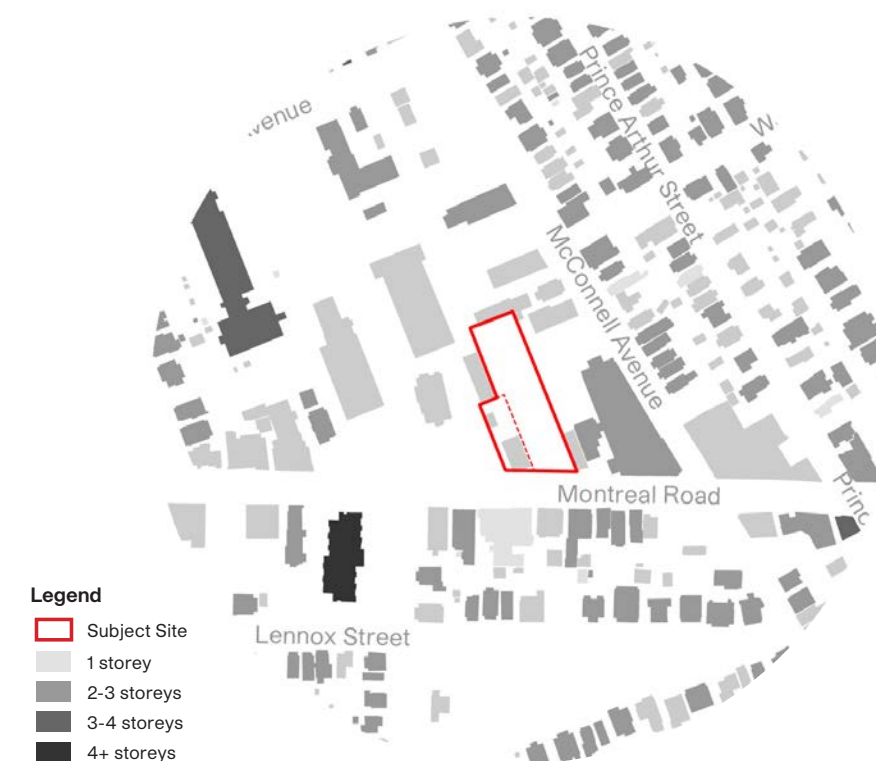 venue
Prince Arthur Street
W.
McConnell Avenue
Montreal Road
Princ
Lennox Street
Legend
Subject Site
1 storey
2-3 storeys
3-4 storeys
4+ storeys